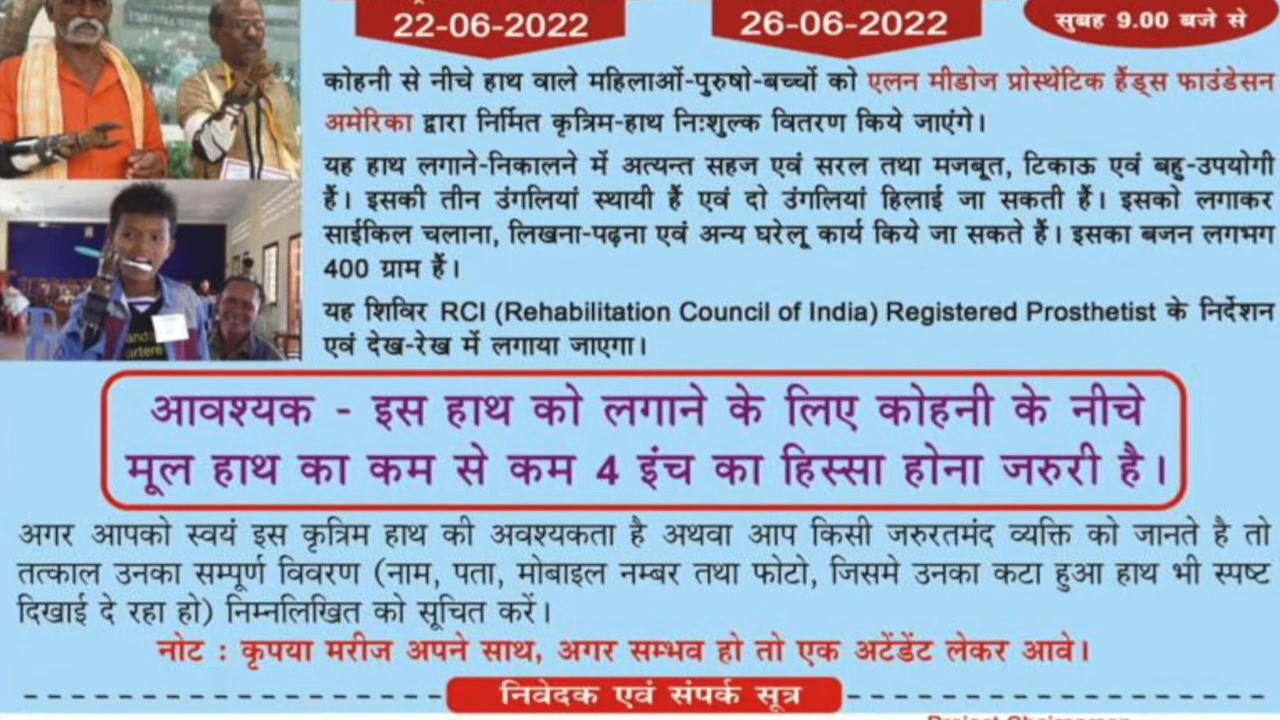 22-06-2022
26-06-2022
सुबह 9.00 बजे से
कोहनी से नीचे हाथ वाले महिलाओं-पुरुषो-बच्चों को एलन मीडोज प्रोस्थेटिक हैंड्स फाउंडेसन
अमेरिका द्वारा निर्मित कृत्रिम-हाथ निःशुल्क वितरण किये जाएंगे।
यह हाथ लगाने-निकालने में अत्यन्त सहज एवं सरल तथा मजबूत, टिकाऊ एवं बहु-उपयोगी
हैं। इसकी तीन उंगलियां स्थायी हैं एवं दो उंगलियां हिलाई जा सकती हैं। इसको लगाकर
साईकिल चलाना, लिखना-पढ़ना एवं अन्य घरेलू कार्य किये जा सकते हैं। इसका बजन लगभग
400 ग्राम हैं।
यह शिविर RCI (Rehabilitation Council of India) Registered Prosthetist के निर्देशन
एवं देख-रेख में लगाया जाएगा।
आवश्यक - इस हाथ को लगाने के लिए कोहनी के नीचे
मूल हाथ का कम से कम 4 इंच का हिस्सा होना जरुरी है।
अगर आपको स्वयं इस कृत्रिम हाथ की अवश्यकता है अथवा आप किसी जरुरतमंद व्यक्ति को जानते है तो
तत्काल उनका सम्पूर्ण विवरण (नाम, पता, मोबाइल नम्बर तथा फोटो, जिसमे उनका कटा हुआ हाथ भी स्पष्ट
दिखाई दे रहा हो) निम्नलिखित को सूचित करें।
नोट : कृपया मरीज अपने साथ, अगर सम्भव हो तो एक अटेंडेंट लेकर आवे।
निवेदक एवं संपर्क सूत्र